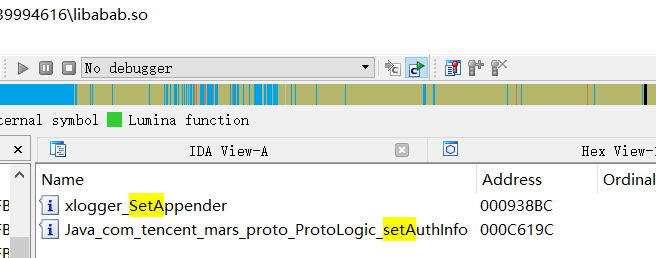 39994616\libabab.so
No debugger
ternal symbol Lumina function
IDA View-A
Hex View-
Name Address Ordinal
xlogger_SetAppender 000938BC
Java_com_tencent_mars_proto_ProtoLogic_setAuthInfo 000C619C